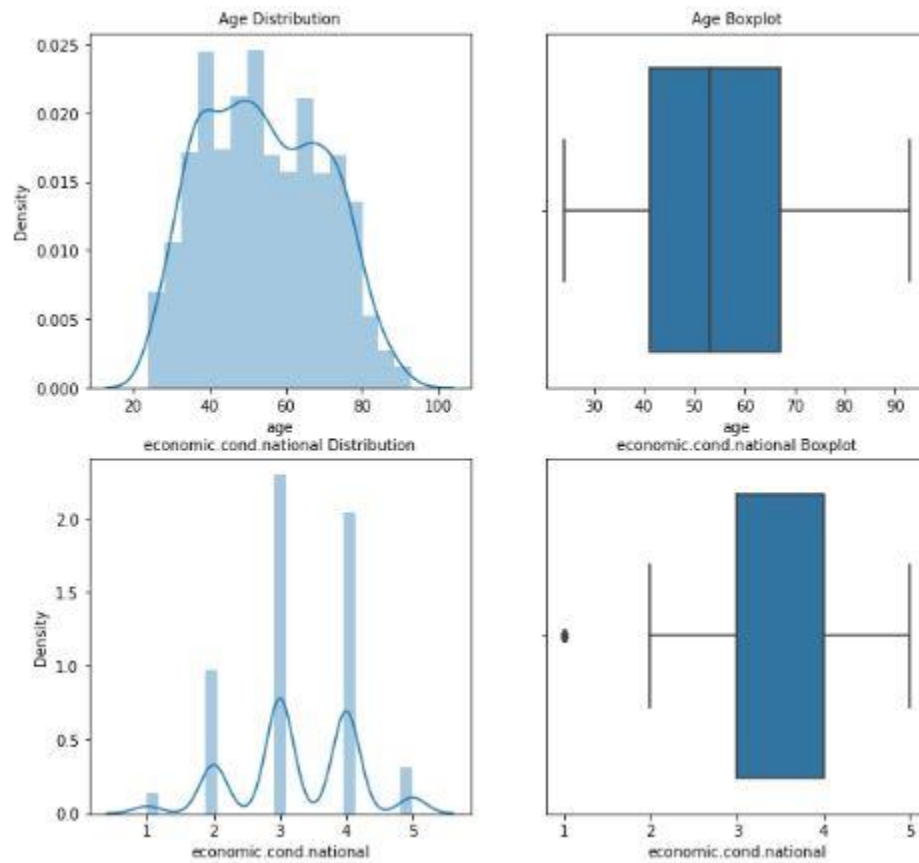 Age Distribution
0.025
0.020
0.015
0.010
0.005
0.000
Density
20 40 60 80 100
age
Age Boxplot
30 40 50 60 70 80 90
age
economic.cond.national Distribution
2.0
1.5
1.0
0.5
0.0
Density
1 2 3 4 5
economic.cond.national
economic.cond.national Boxplot
1 2 3 4 5
economic.cond.national